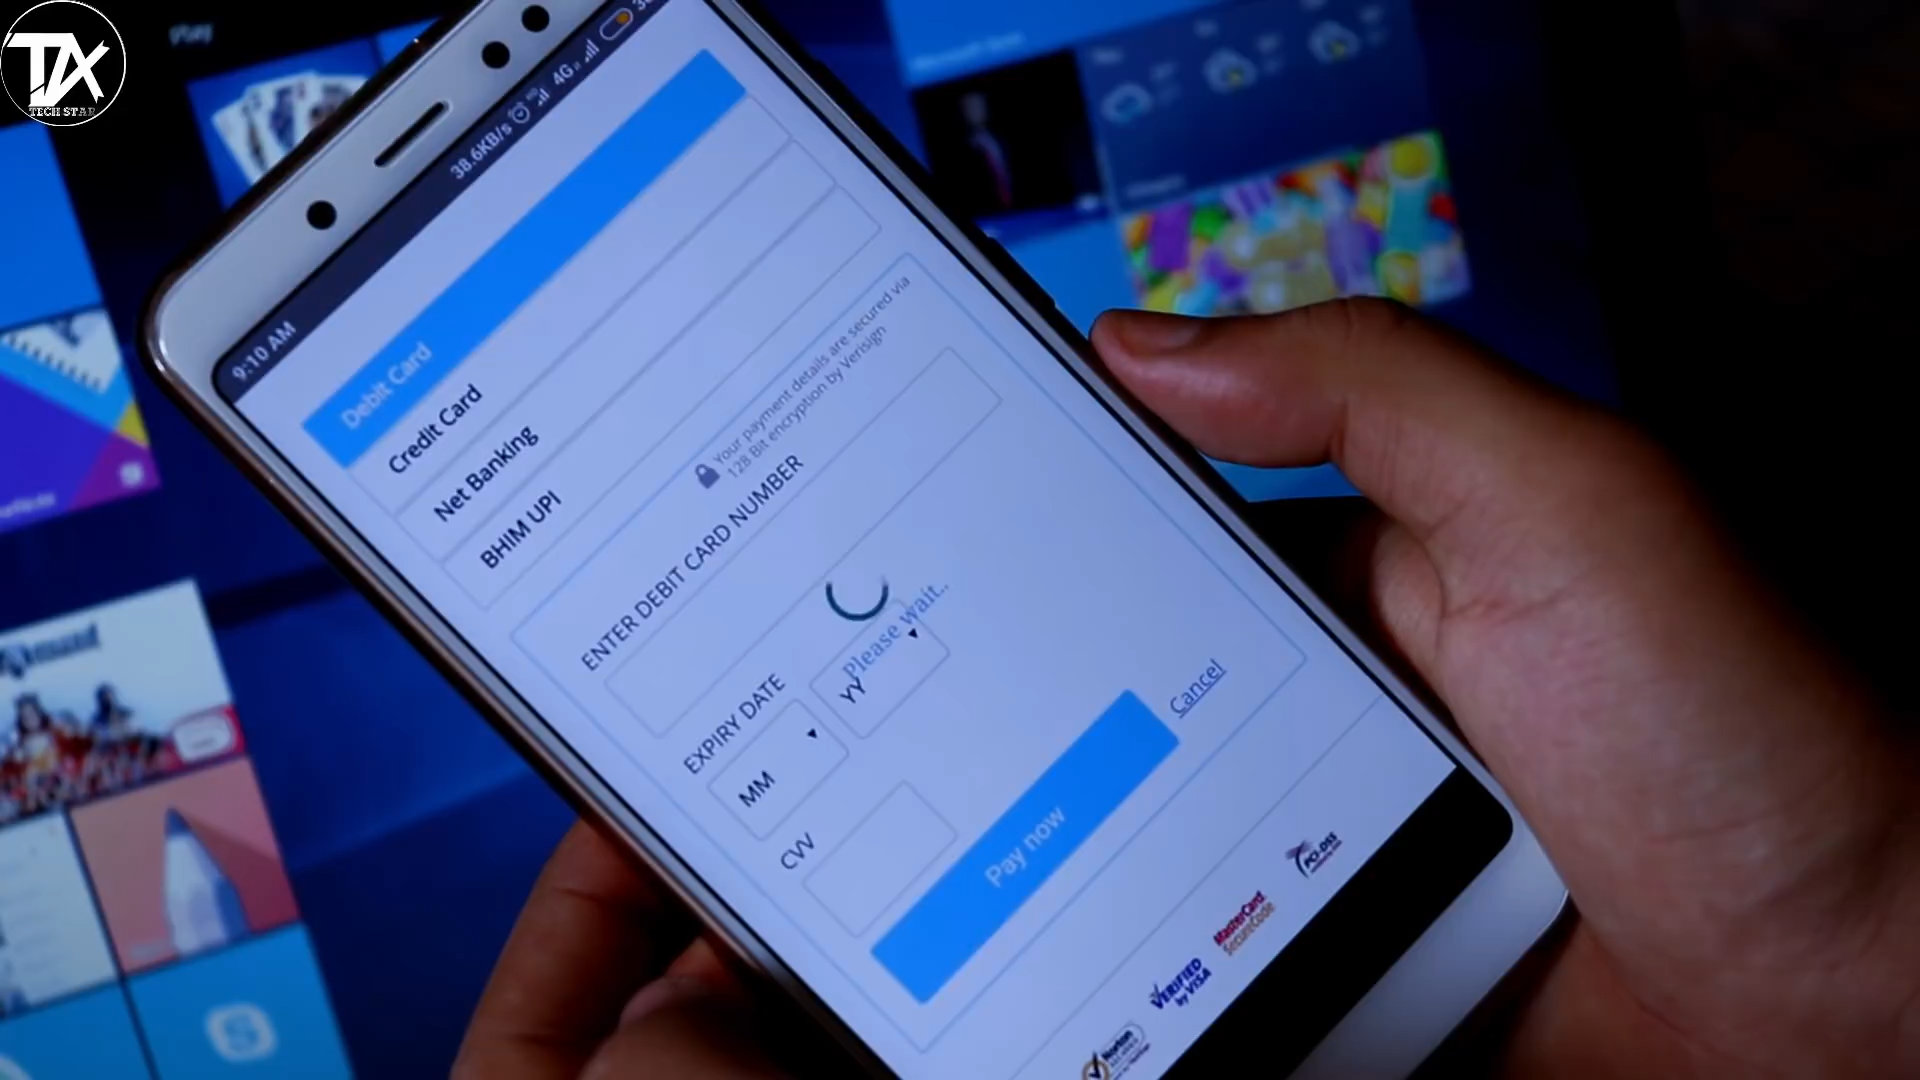 TX
TECH STAR
Play
38.6KB/s
4G
9:10 AM
Debit Card
Credit Card
Net Banking
BHIM UPI
Your payment details are secured via
128 Bit encryption by Verisign
ENTER DEBIT CARD NUMBER
Please wait..
EXPIRY DATE
MM
YY
CVV
Pay now
Cancel
Norton
VERIFIED
by VISA
MasterCard
SecureCode
PCI-DSS